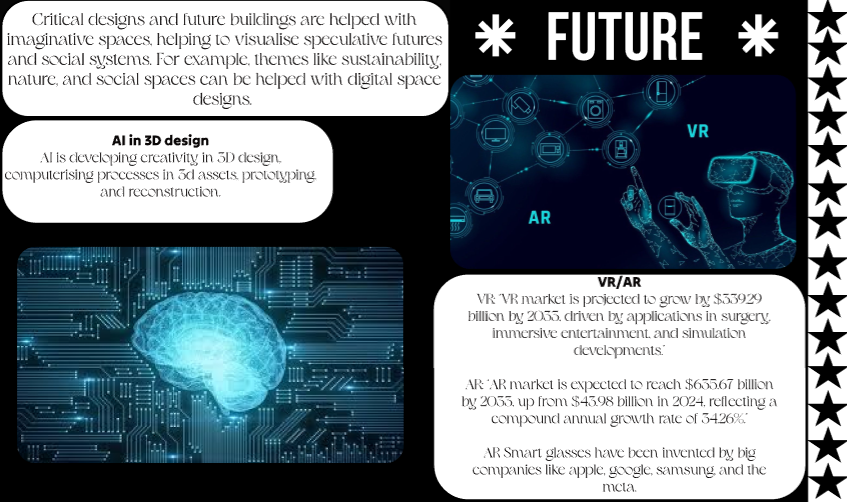 Critical designs and future buildings are helped with
imaginative spaces, helping to visualise speculative futures
and social systems. For example, themes like sustainability,
nature, and social spaces can be helped with digital space
designs.
AI in 3D design
AI is developing creativity in 3D design,
computerising processes in 3d assets, prototyping,
and reconstruction.
FUTURE
VR
AR
VR/AR
VR: "VR market is projected to grow by $339.29
billion by 2033, driven by applications in surgery,
immersive entertainment, and simulation
developments."
AR: "AR market is expected to reach $635.67 billion
by 2033, up from $43.98 billion in 2024, reflecting a
compound annual growth rate of 34.26%."
AR Smart glasses have been invented by big
companies like apple, google, samsung, and the
meta.